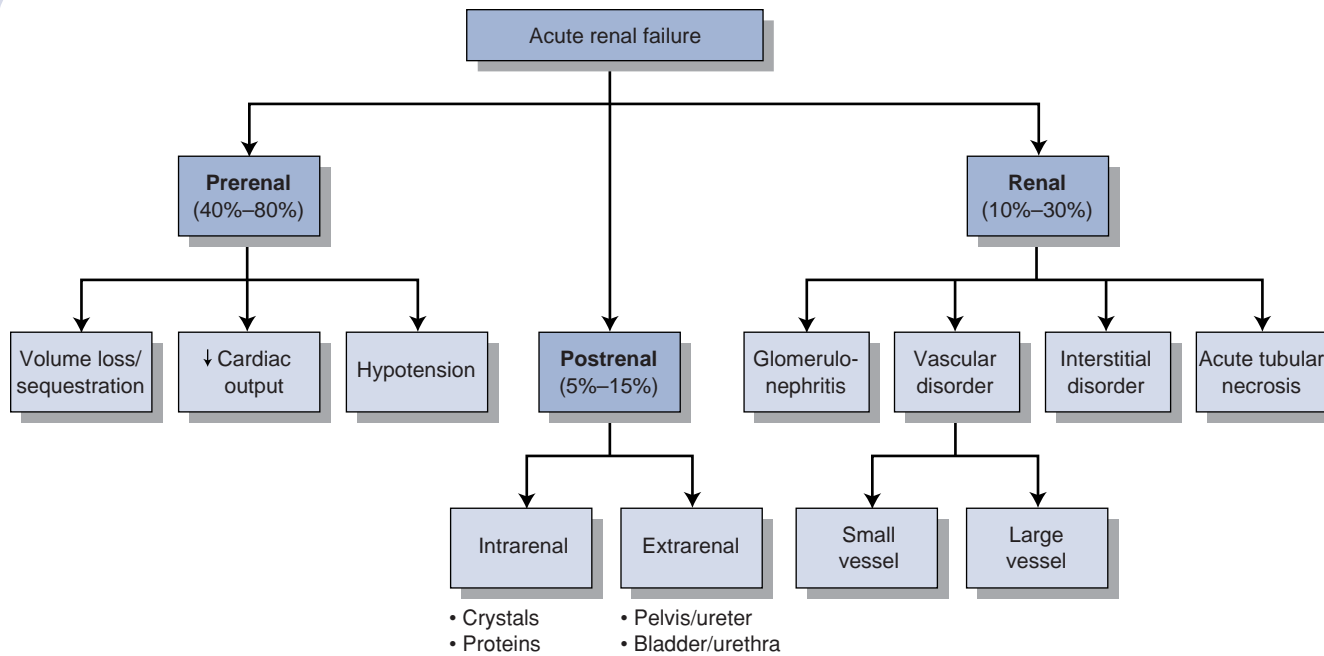 Acute renal failure
Prerenal
(40%–80%)
Renal
(10%–30%)
Volume loss/
sequestration
↓ Cardiac
output
Hypotension
Postrenal
(5%–15%)
Glomerulo-
nephritis
Vascular
disorder
Interstitial
disorder
Acute tubular
necrosis
Intrarenal
Extrarenal
Small
vessel
Large
vessel
• Crystals
• Proteins
• Pelvis/ureter
• Bladder/urethra